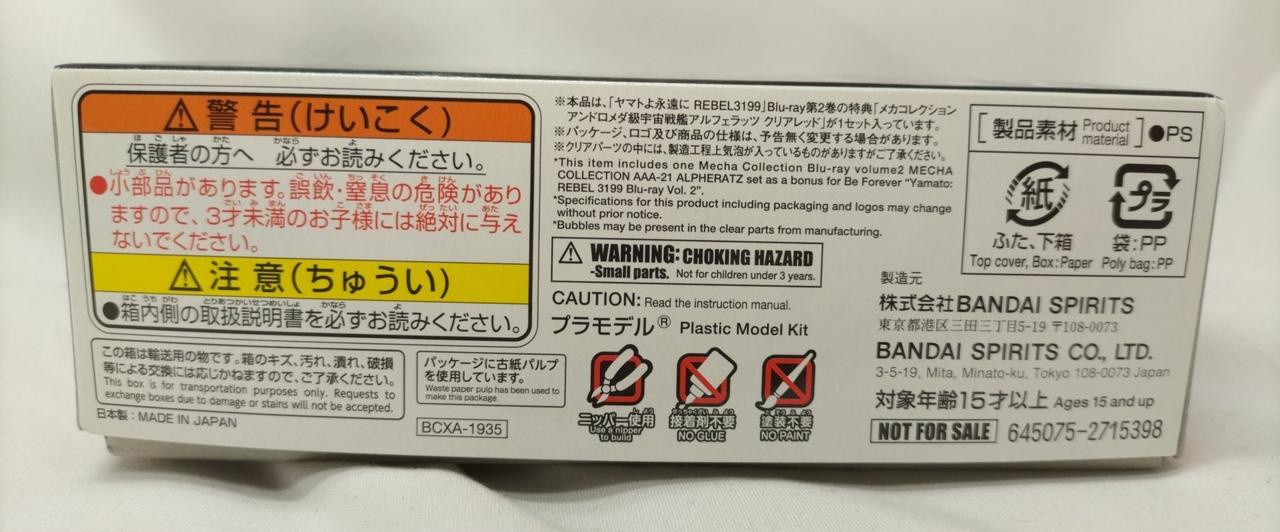 ⚠警告(けいこく)
保護者の方へ 必ずお読みください。
●小部品があります。誤飲・窒息の危険があり
ますので、3才未満のお子様には絶対に与え
ないでください。
⚠注意(ちゅうい)
●箱内側の取扱説明書を必ずお読みください。
この箱は輸送用の物です。箱のキズ、汚れ、潰れ、破損
等による交換には応じかねますので、ご了承ください。
This box is for transportation purposes only. Requests to
exchange boxes due to damage or stains will not be accepted.
日本製:MADE IN JAPAN
パッケージに古紙パルプ
を使用しています。
Waste paper pulp has been used to
make this package.
BCXA-1935
※本品は、「ヤマトよ永遠に REBEL3199」Blu-ray第2巻の特典「メカコレクション
アンドロメダ級宇宙戦艦アルフェラッツ クリアレッド」が1セット入っています。
※パッケージ、ロゴ及び商品の仕様は、予告無く変更する場合があります。
※クリアパーツの中には、製造工程上気泡が入っているものがありますがご了承ください。
*This item includes one Mecha Collection Blu-ray volume2 MECHA
COLLECTION AAA-21 ALPHERATZ set as a bonus for Be Forever "Yamato:
REBEL 3199 Blu-ray Vol. 2".
*Specifications for this product including packaging and logos may change
without prior notice.
*Bubbles may be present in the clear parts from manufacturing.
⚠WARNING: CHOKING HAZARD
-Small parts. Not for children under 3 years.
CAUTION: Read the instruction manual.
プラモデル® Plastic Model Kit
ニッパー使用
Use a nipper
to build
接着剤不要
NO GLUE
塗装不要
NO PAINT
[製品素材 Product material] ●PS
紙
ふた、下箱
Top cover, Box:Paper
プラ
袋:PP
Poly bag:PP
製造元
株式会社BANDAI SPIRITS
東京都港区三田三丁目5-19 〒108-0073
BANDAI SPIRITS CO., LTD.
3-5-19, Mita, Minato-ku, Tokyo 108-0073 Japan
対象年齢15才以上 Ages 15 and up
NOT FOR SALE 645075-2715398